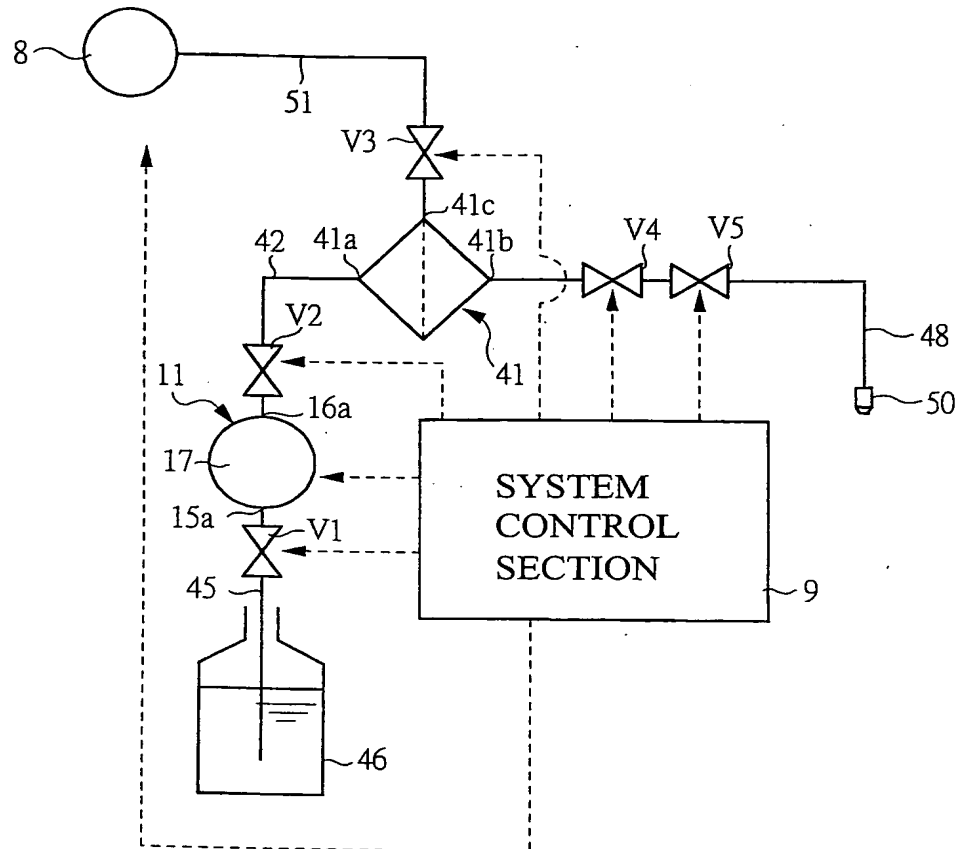 8
51
V3
41c
42
41a
41b
V4
V5
V2
41
48
11
16a
50
17
SYSTEM
CONTROL
SECTION
15a
V1
45
9
46